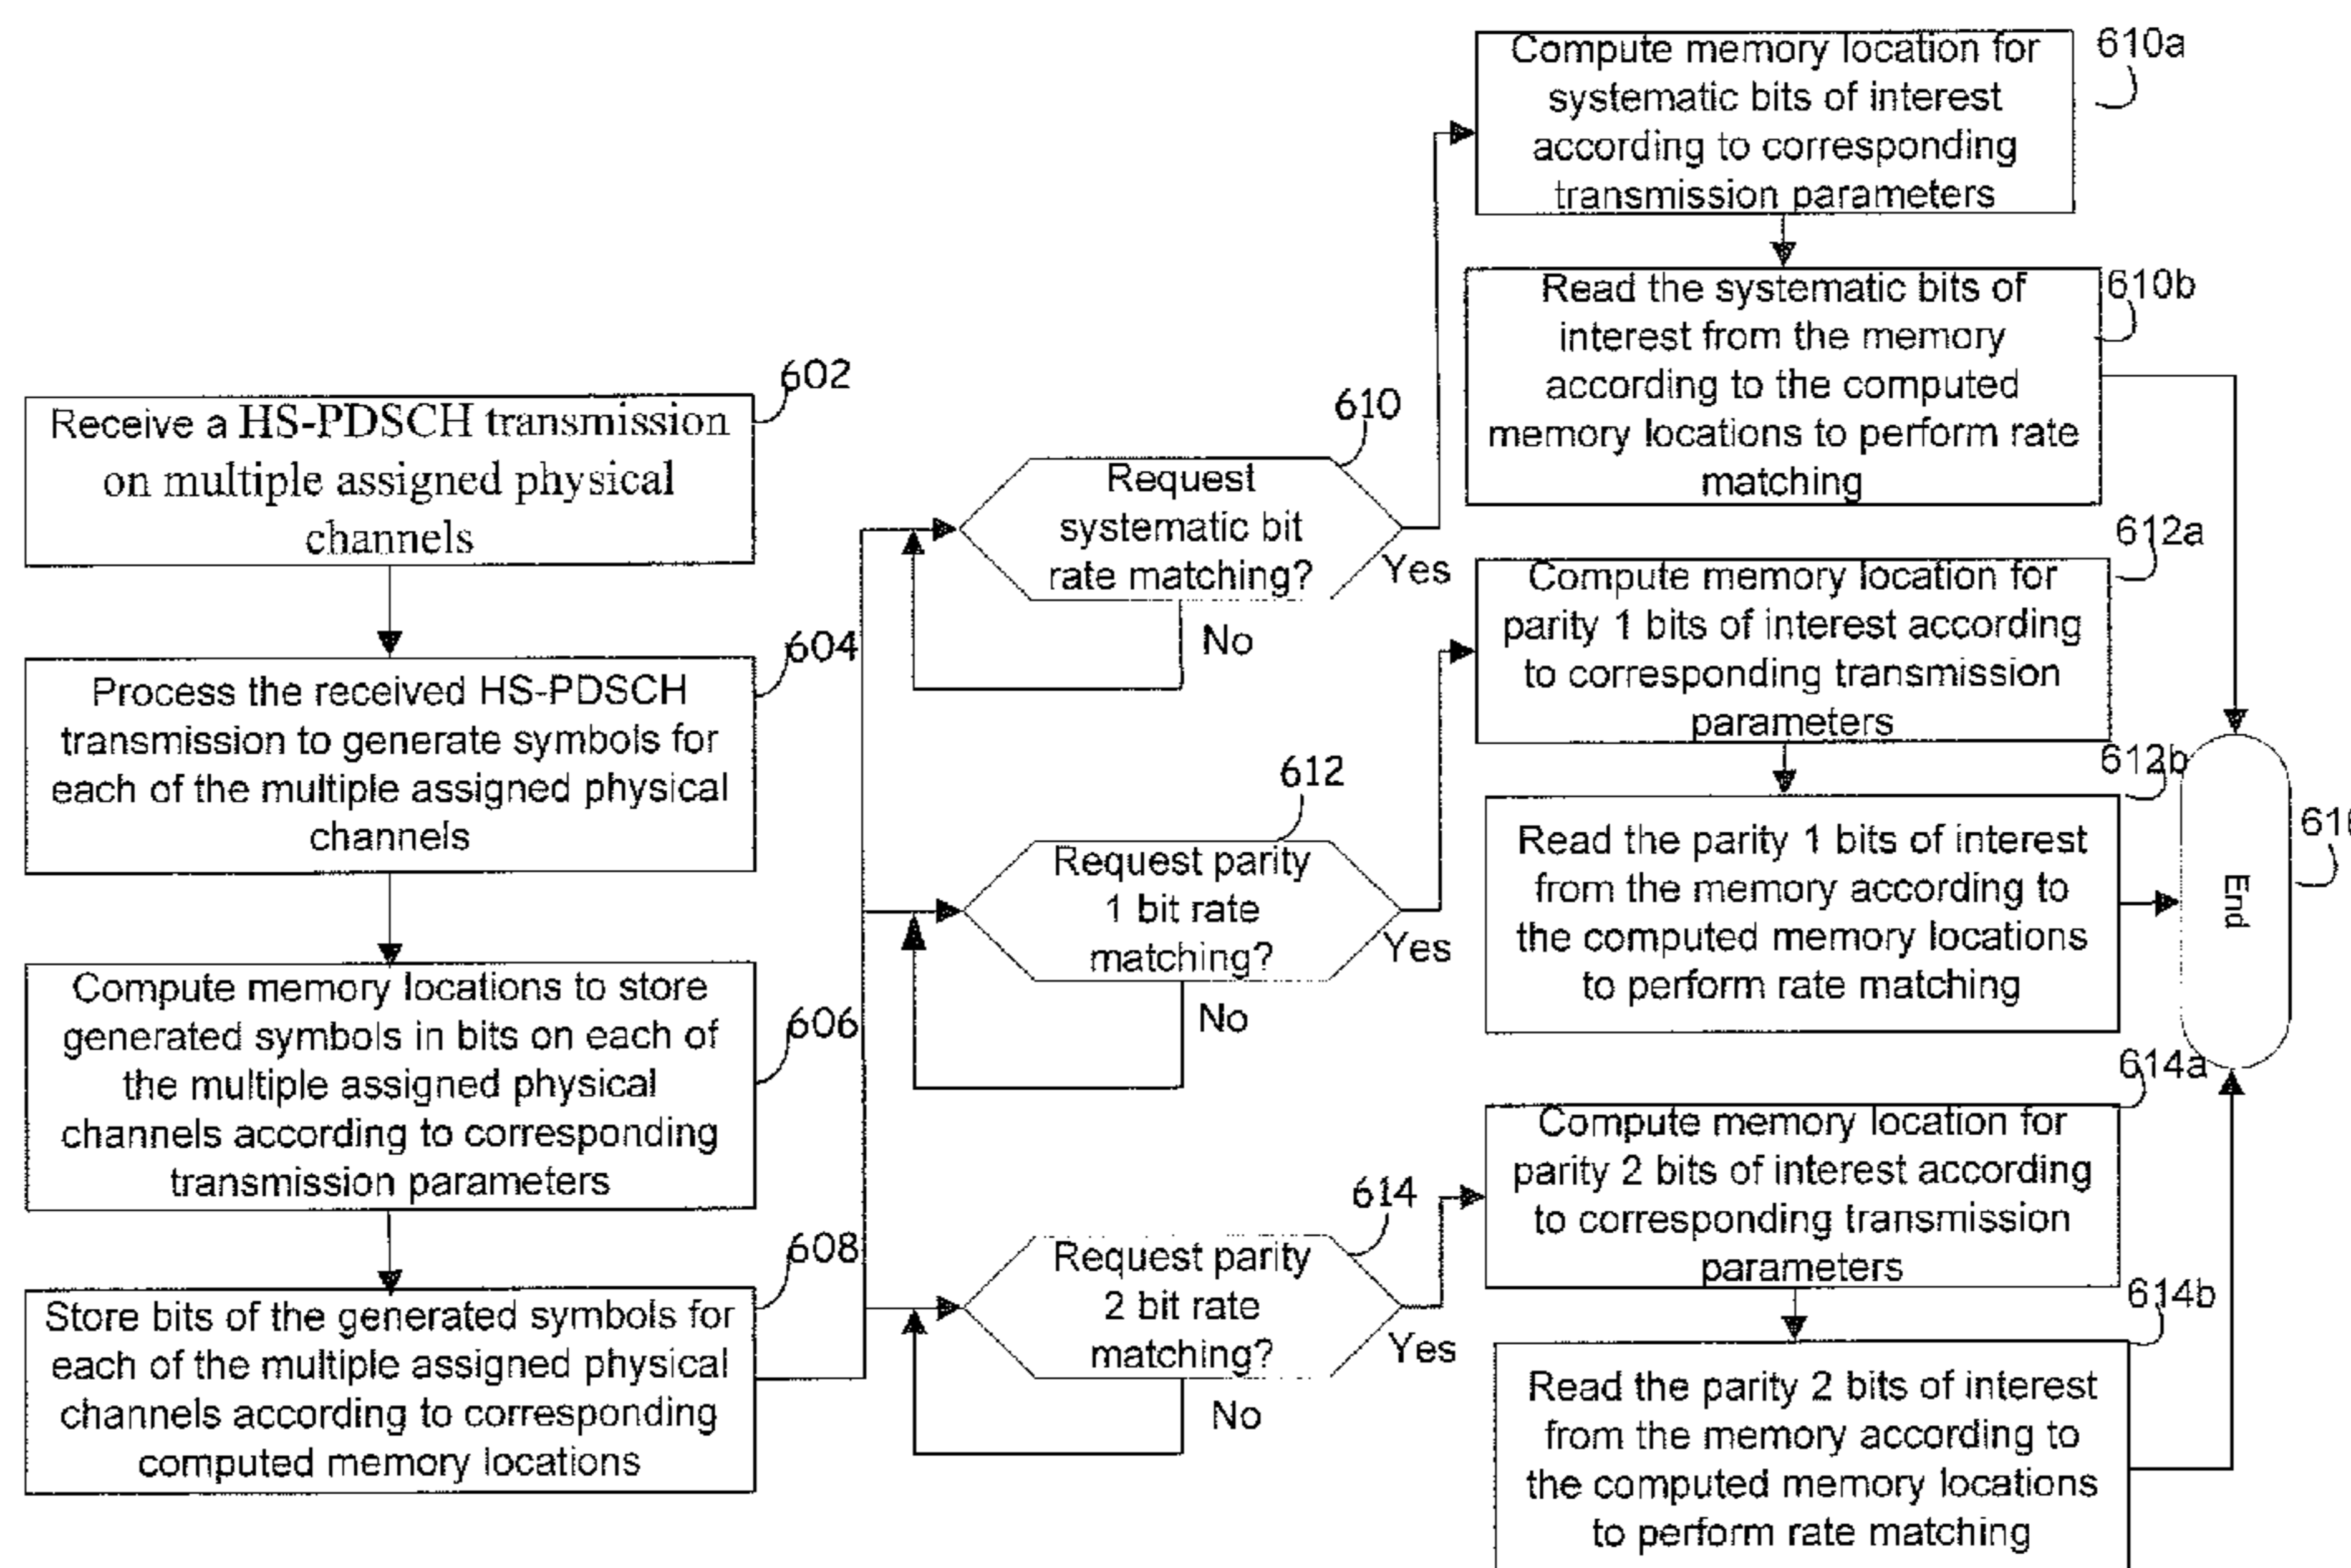 602
Receive a HS-PDSCH transmission
on multiple assigned physical
channels
604
Process the received HS-PDSCH
transmission to generate symbols for
each of the multiple assigned physical
channels
606
Compute memory locations to store
generated symbols in bits on each of
the multiple assigned physical
channels according to corresponding
transmission parameters
608
Store bits of the generated symbols for
each of the multiple assigned physical
channels according to corresponding
computed memory locations
610
Request
systematic bit
rate matching?
Yes
No
612
Request parity
1 bit rate
matching?
Yes
No
614
Request parity
2 bit rate
matching?
Yes
No
610a
Compute memory location for
systematic bits of interest
according to corresponding
transmission parameters
610b
Read the systematic bits of
interest from the memory
according to the computed
memory locations to perform rate
matching
612a
Compute memory location for
parity 1 bits of interest according
to corresponding transmission
parameters
612b
Read the parity 1 bits of interest
from the memory according to
the computed memory locations
to perform rate matching
614a
Compute memory location for
parity 2 bits of interest according
to corresponding transmission
parameters
614b
Read the parity 2 bits of interest
from the memory according to
the computed memory locations
to perform rate matching
End